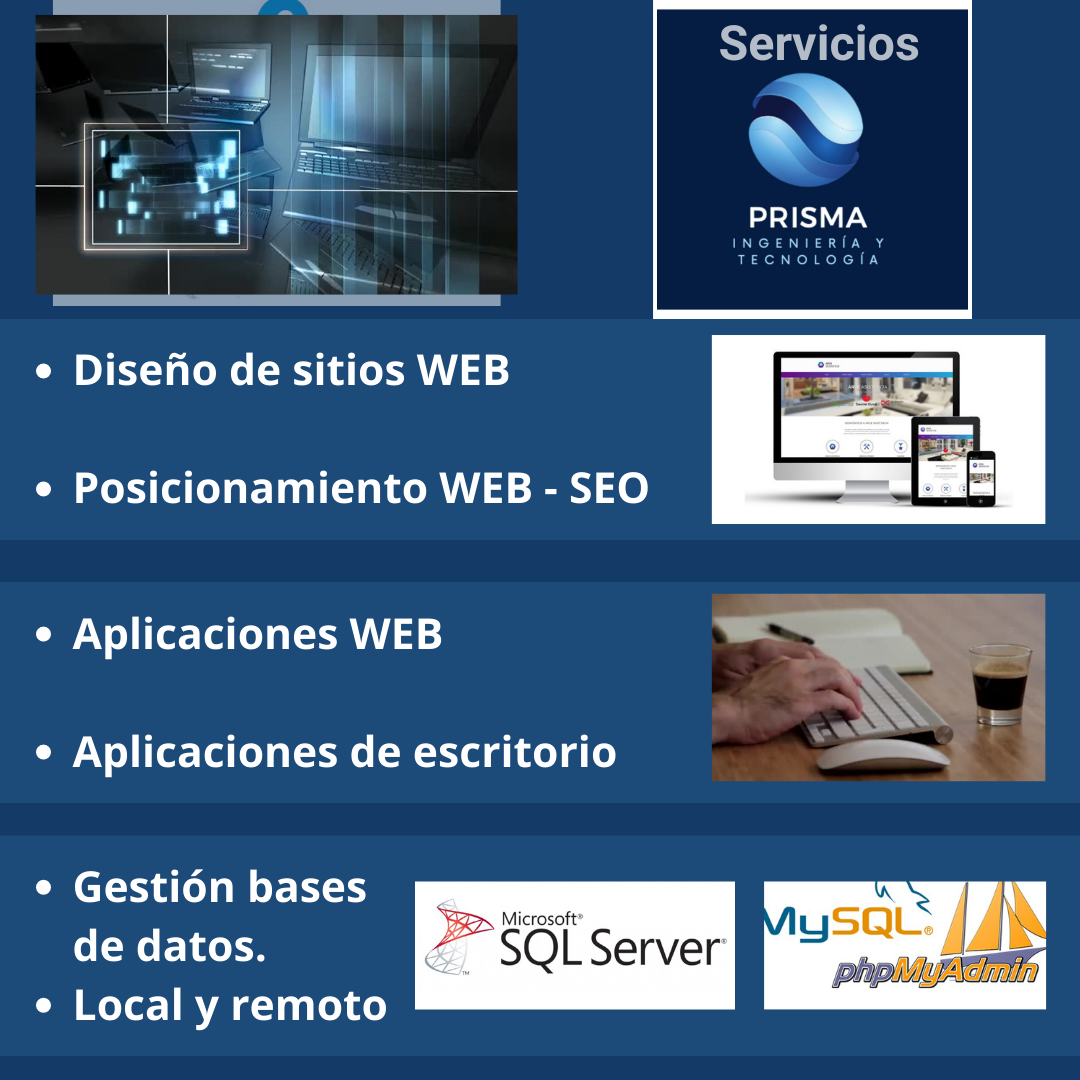 Servicios
PRISMA
INGENIERÍA Y
TECNOLOGÍA
• Diseño de sitios WEB
• Posicionamiento WEB - SEO
• Aplicaciones WEB
• Aplicaciones de escritorio
• Gestión bases
de datos.
• Local y remoto
Microsoft®
SQL Server®
™
MySQL®
phpMyAdmin